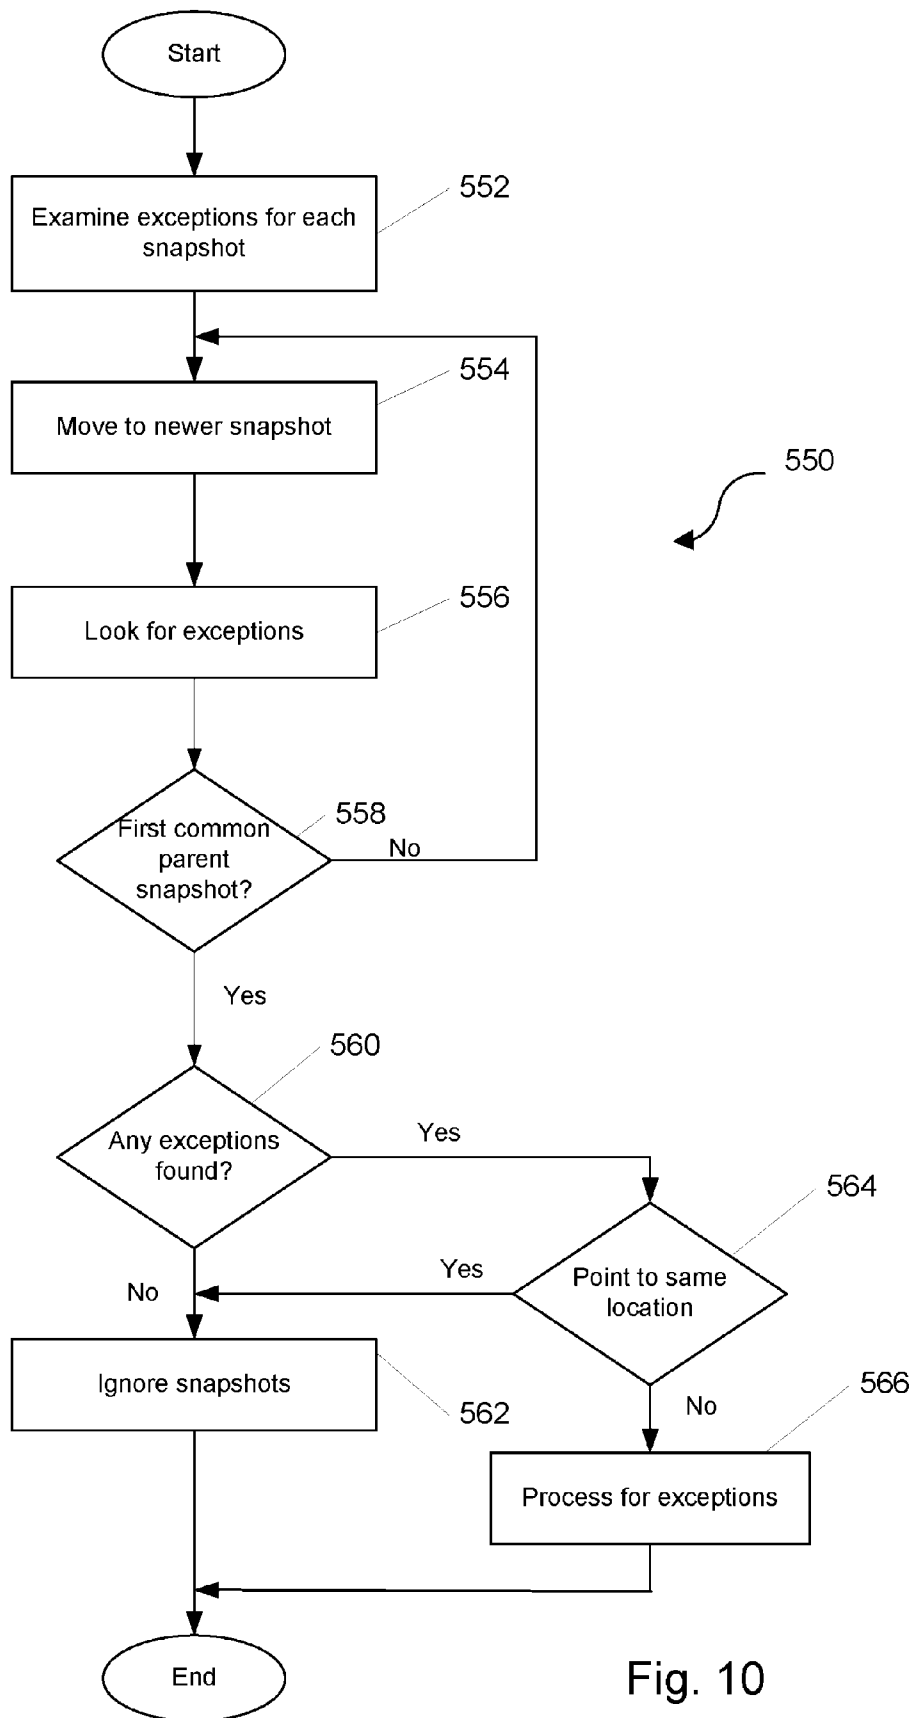 Start
552
Examine exceptions for each
snapshot
554
Move to newer snapshot
550
556
Look for exceptions
558
First common
parent
snapshot?
No
Yes
560
Any exceptions
found?
Yes
564
Point to same
location
Yes
No
Ignore snapshots
562
No
566
Process for exceptions
End
Fig. 10